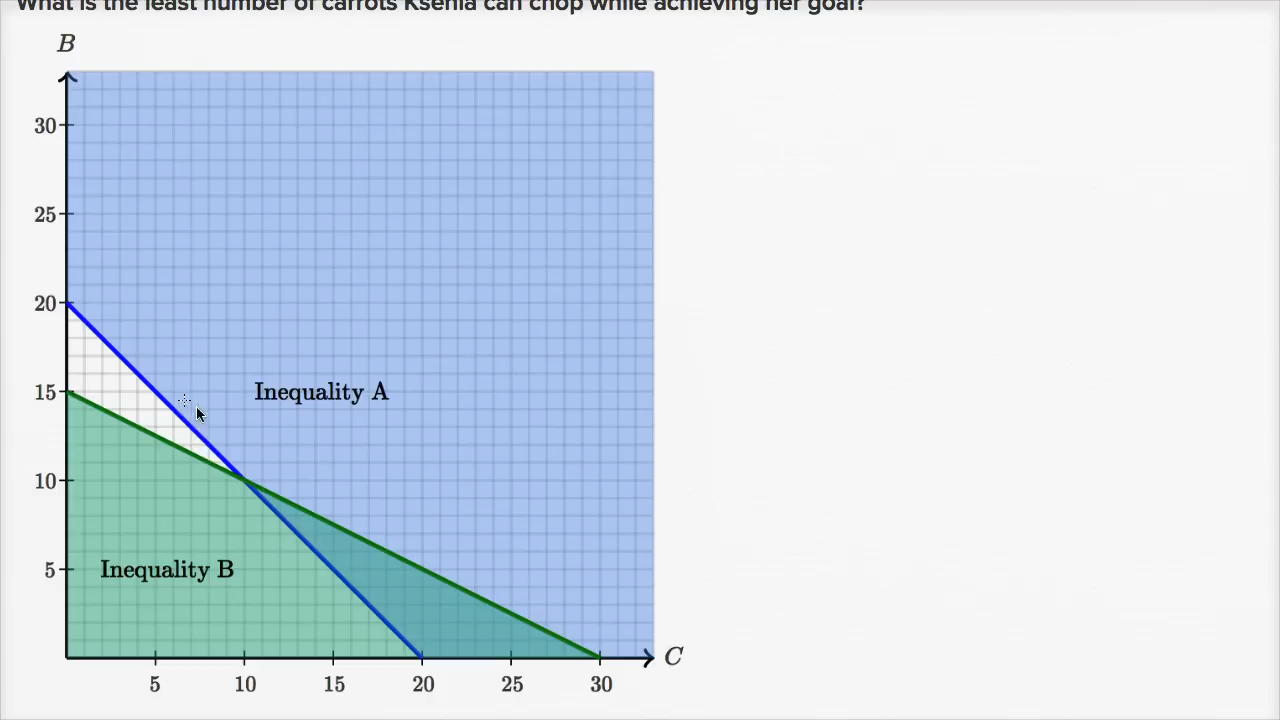 What is the least number of carrots Ksenia can chop while achieving her goal?
B
30
25
20
15
Inequality A
10
5
Inequality B
C
5 10 15 20 25 30